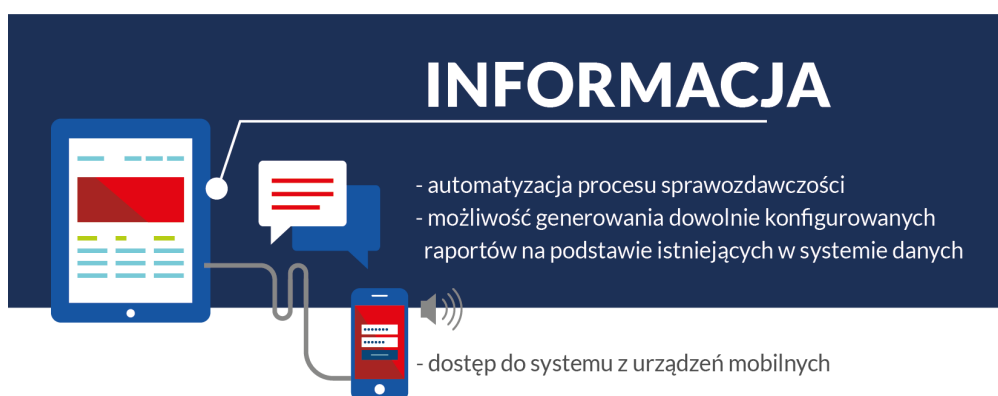 INFORMACJA
- automatyzacja procesu sprawozdawczości
- możliwość generowania dowolnie konfigurowanych
raportów na podstawie istniejących w systemie danych
- dostęp do systemu z urządzeń mobilnych